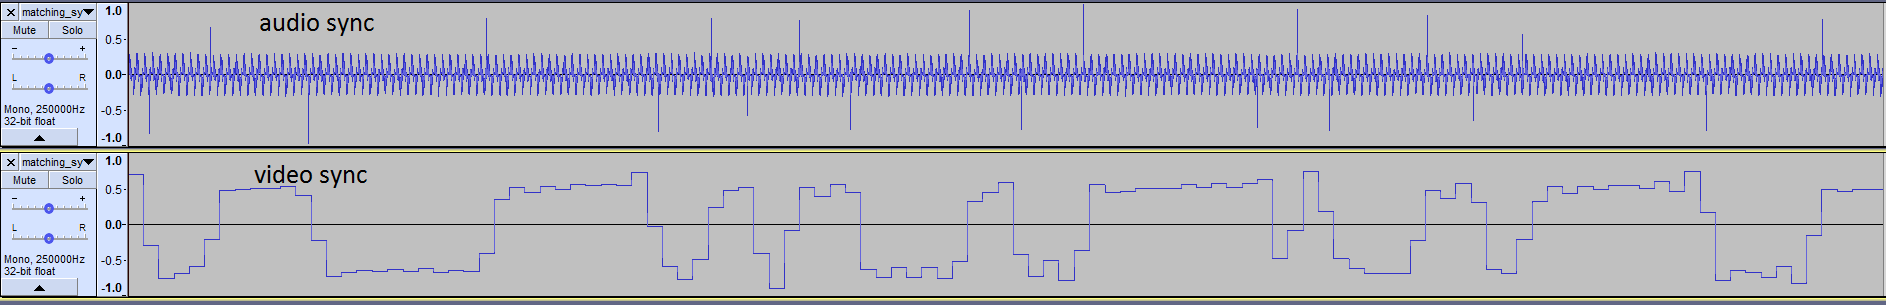 matching_sy
Mute Solo
- +
L R
Mono, 250000Hz
32-bit float
1.0
0.5
0.0
-0.5
-1.0
audio sync
matching_sy
Mute Solo
- +
L R
Mono, 250000Hz
32-bit float
1.0
0.5
0.0
-0.5
-1.0
video sync